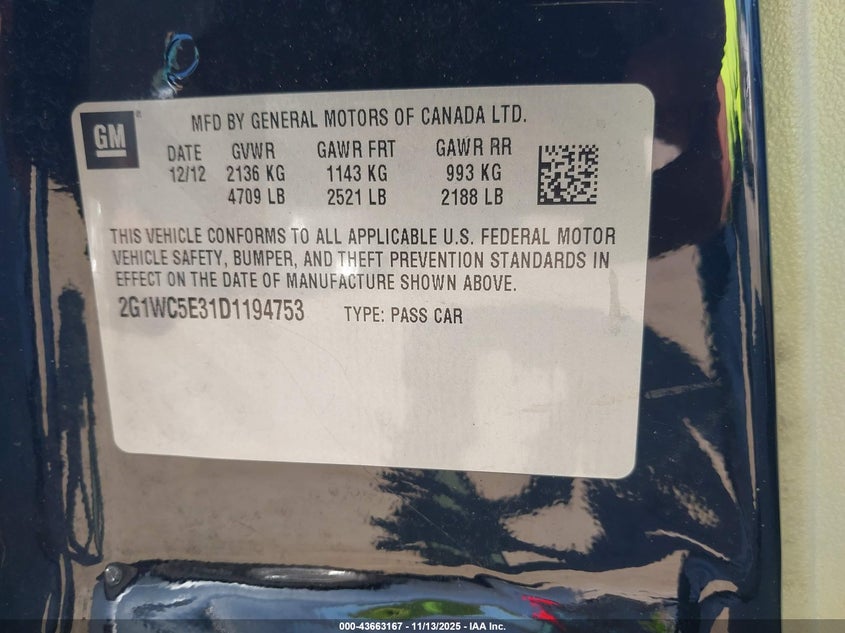 GM
MFD BY GENERAL MOTORS OF CANADA LTD.
DATE GVWR GAWR FRT GAWR RR
12/12 2136 KG 1143 KG 993 KG
4709 LB 2521 LB 2188 LB
THIS VEHICLE CONFORMS TO ALL APPLICABLE U.S. FEDERAL MOTOR
VEHICLE SAFETY, BUMPER, AND THEFT PREVENTION STANDARDS IN
EFFECT ON THE DATE OF MANUFACTURE SHOWN ABOVE.
2G1WC5E31D1194753 TYPE: PASS CAR
000-43663167 - 11/13/2025 - IAA Inc.